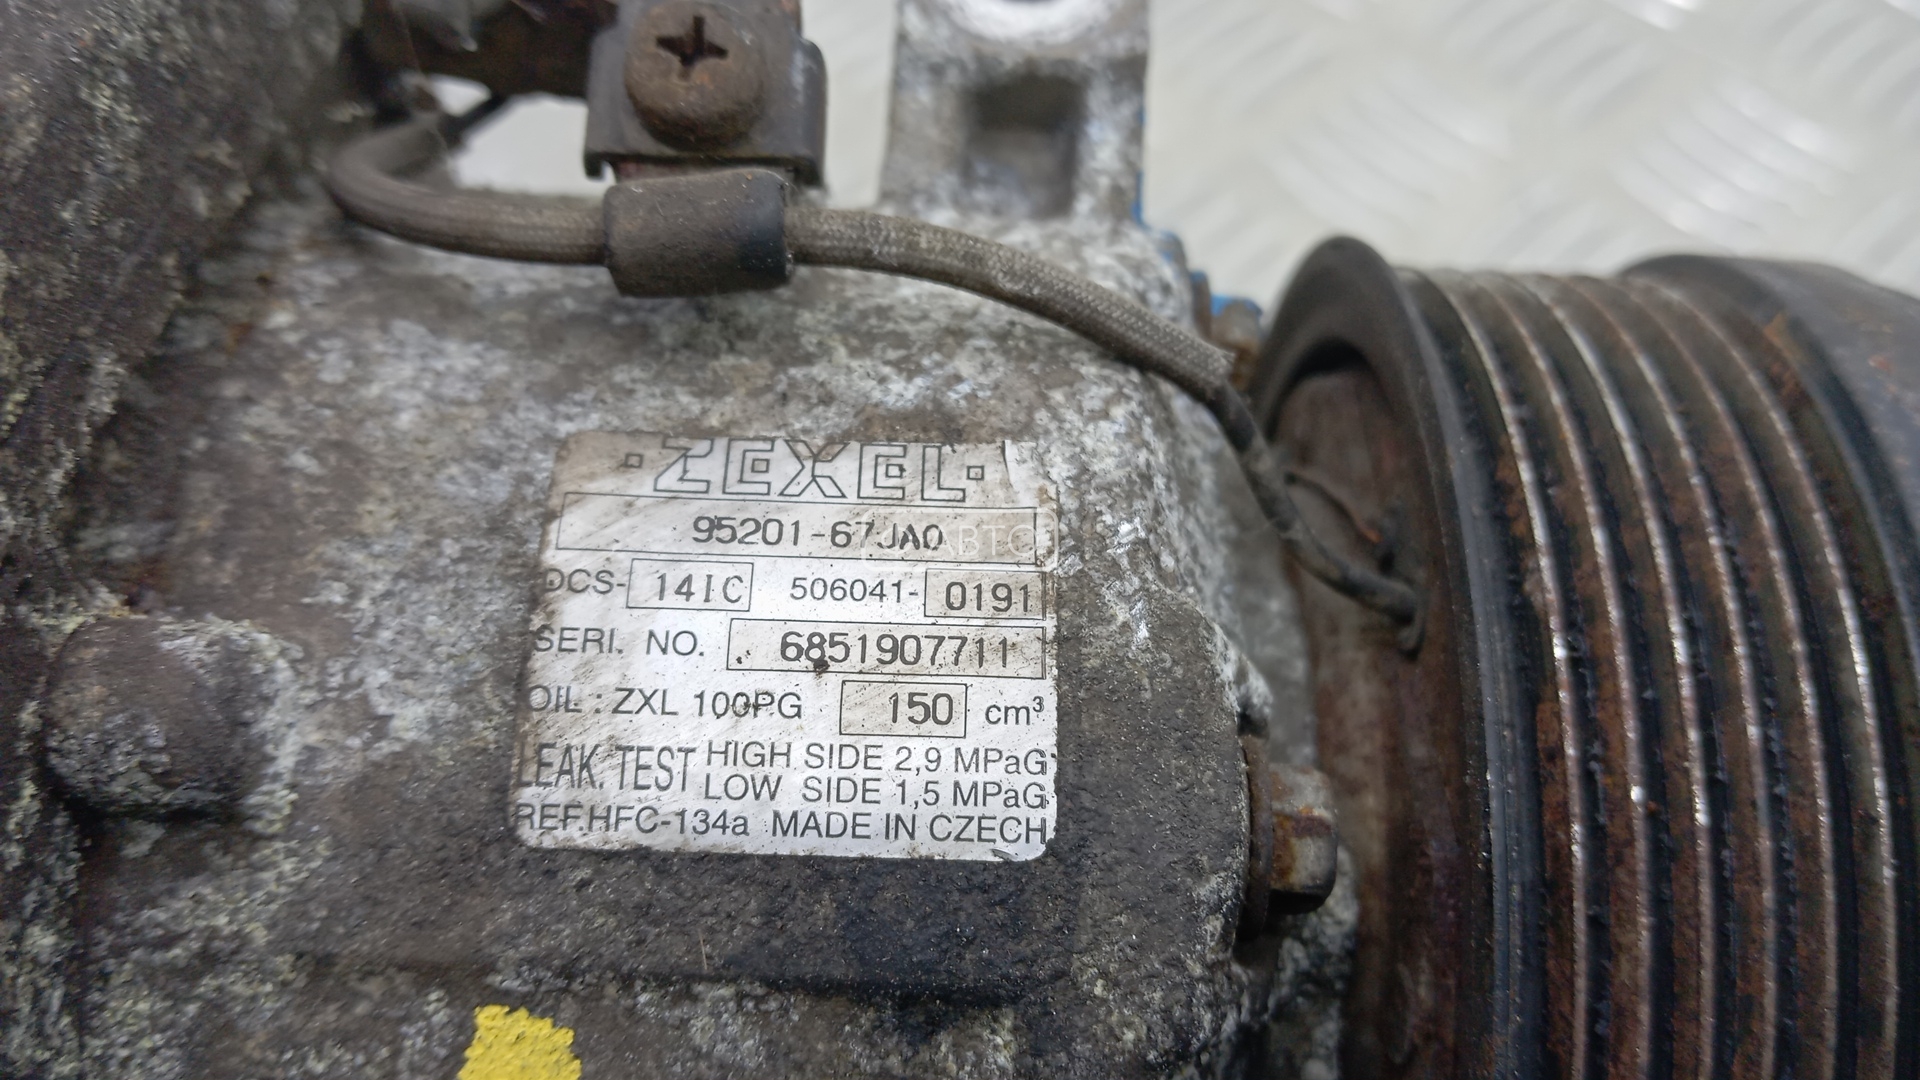 ·ZEXEL·
95201-67JA0
DCS- 14IC 506041- 0191
SERI. NO. 6851907711
OIL : ZXL 100PG 150 cm³
LEAK. TEST HIGH SIDE 2,9 MPaG
LOW SIDE 1,5 MPaG
REF.HFC-134a MADE IN CZECH
АВТО